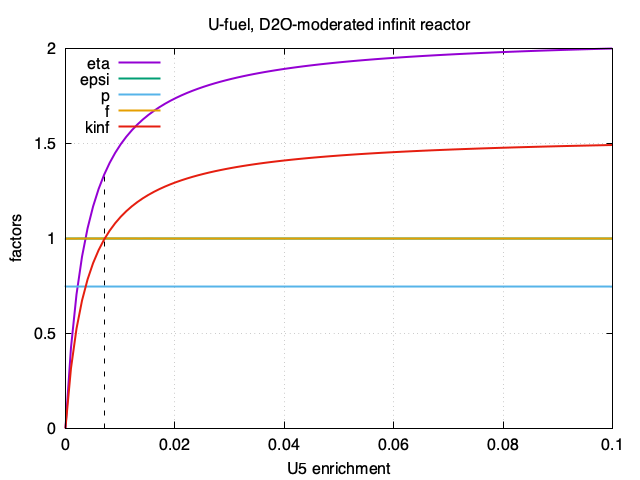 U-fuel, D2O-moderated infinit reactor
eta
epsi
p
f
kinf
2
1.5
1
0.5
0
factors
0
0.02
0.04
0.06
0.08
0.1
U5 enrichment